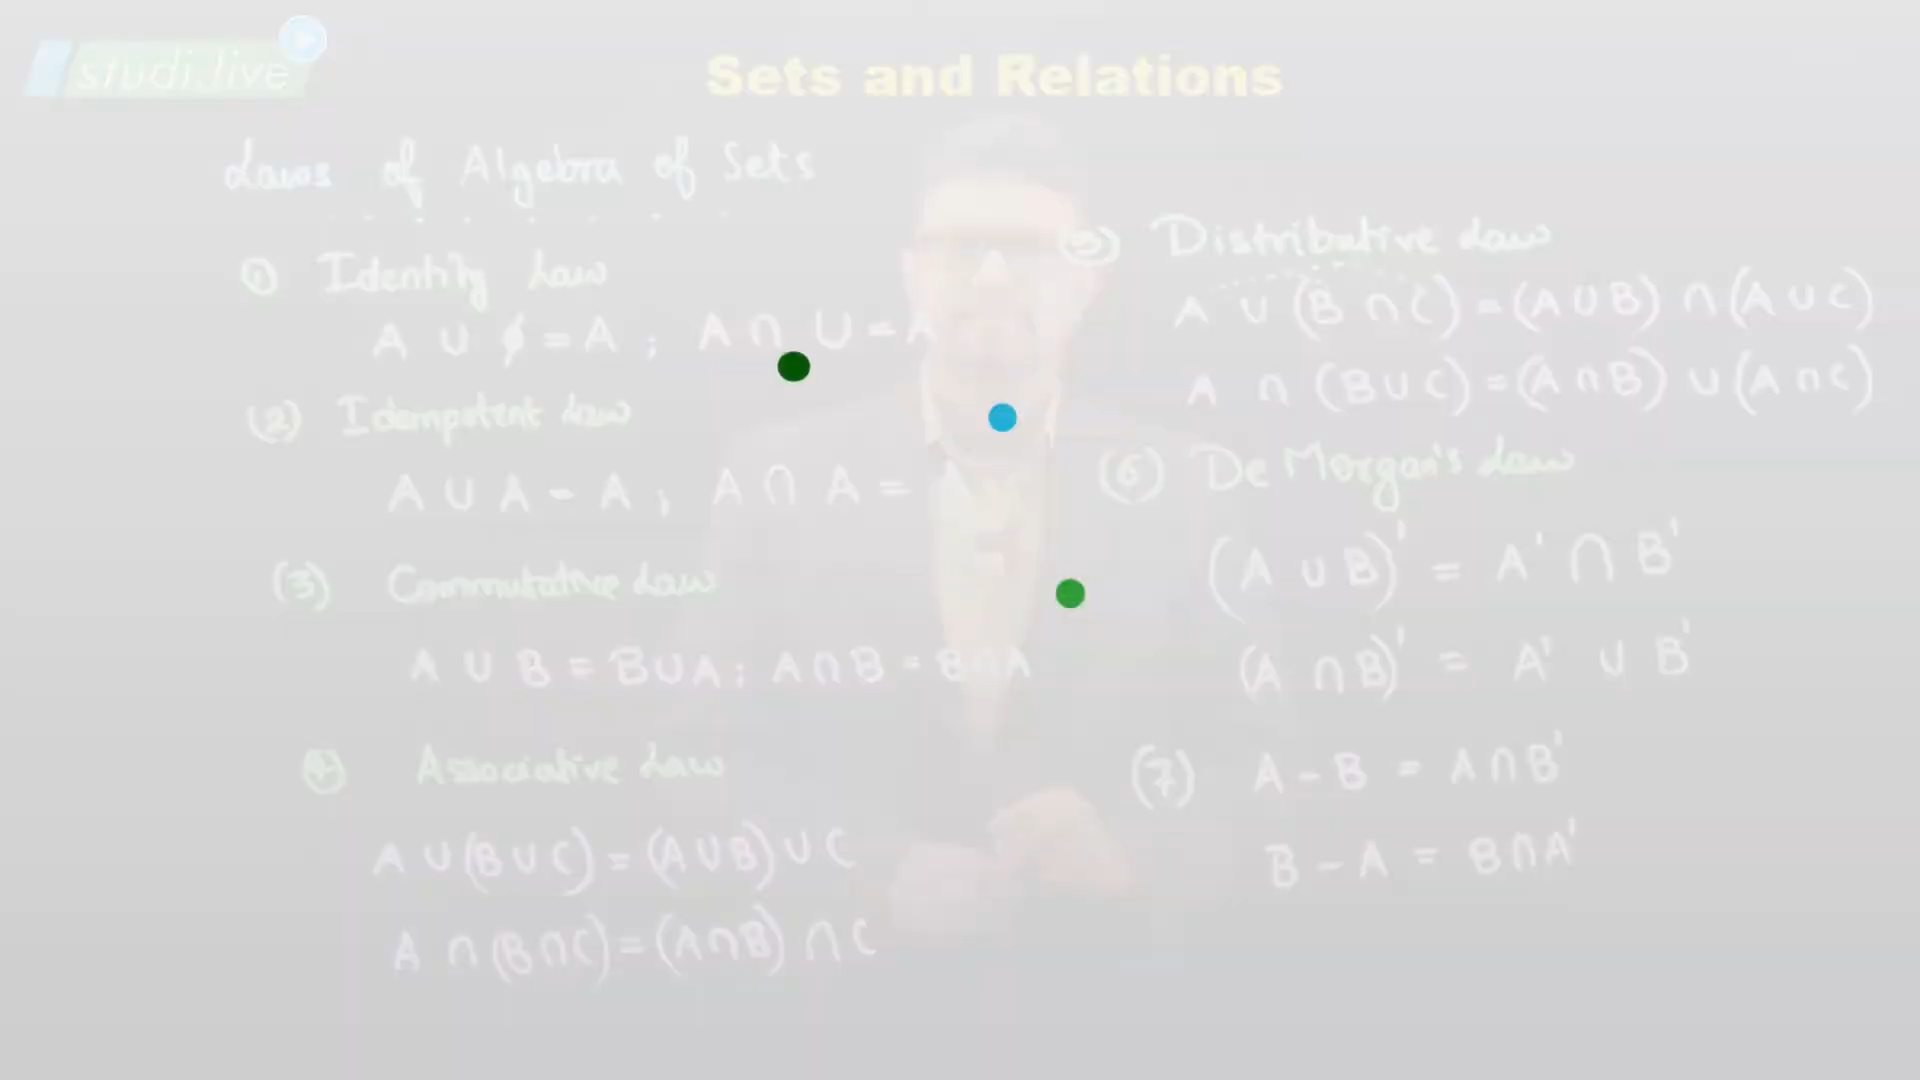 studi.live
Sets and Relations
Laws of Algebra of Sets
① Identity Law
A ∪ ϕ = A ; A ∩ U = A
(2) Idempotent Law
A ∪ A = A ; A ∩ A =
(3) Commutative Law
A ∪ B = B ∪ A ; A ∩ B = B ∩ A
④ Associative Law
A ∪ (B ∪ C) = (A ∪ B) ∪ C
A ∩ (B ∩ C) = (A ∩ B) ∩ C
(5) Distributive Law
A ∪ (B ∩ C) = (A ∪ B) ∩ (A ∪ C)
A ∩ (B ∪ C) = (A ∩ B) ∪ (A ∩ C)
(6) De Morgan's Law
(A ∪ B)' = A' ∩ B'
(A ∩ B)' = A' ∪ B'
(7) A - B = A ∩ B'
B - A = B ∩ A'